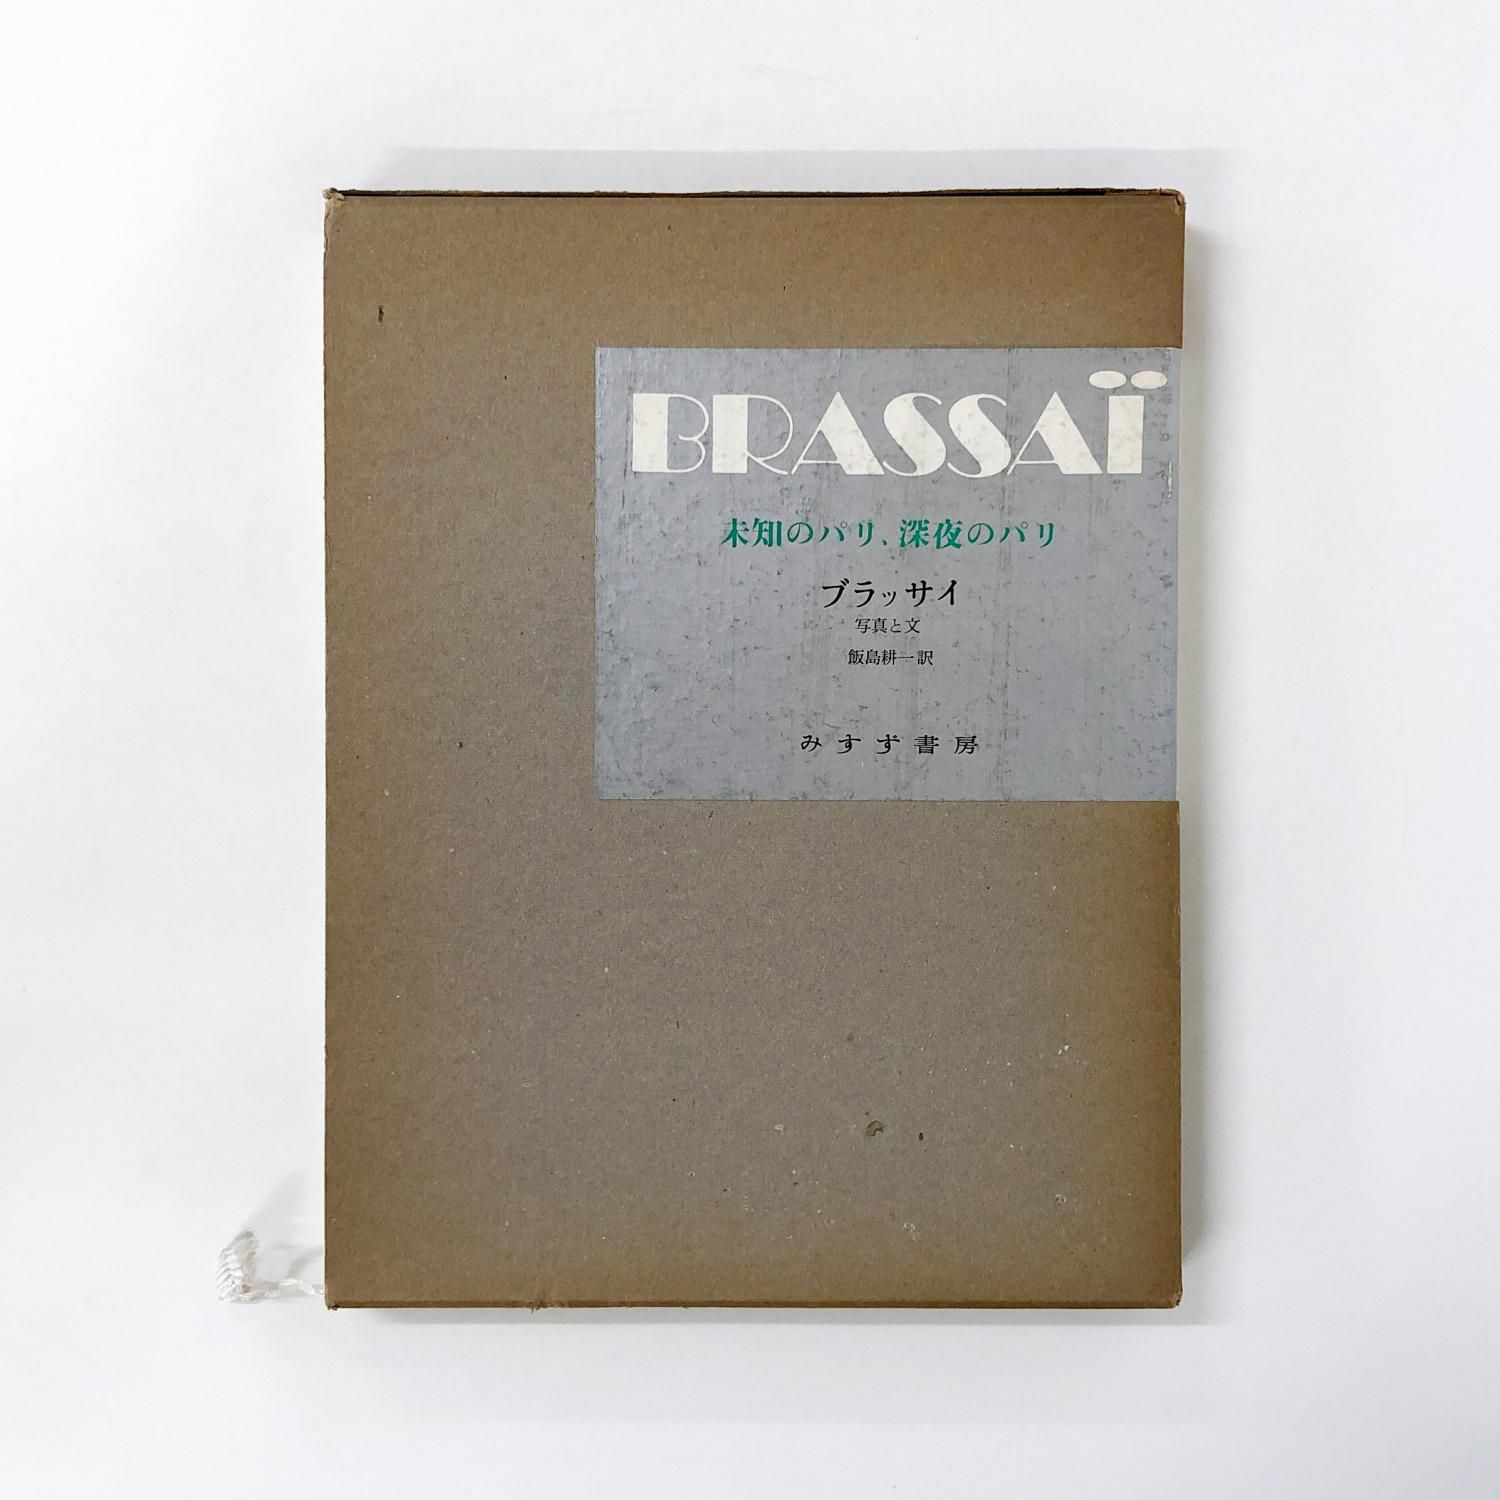 BRASSAÏ
未知のパリ、深夜のパリ
ブラッサイ
写真と文
飯島耕一訳
みすず書房